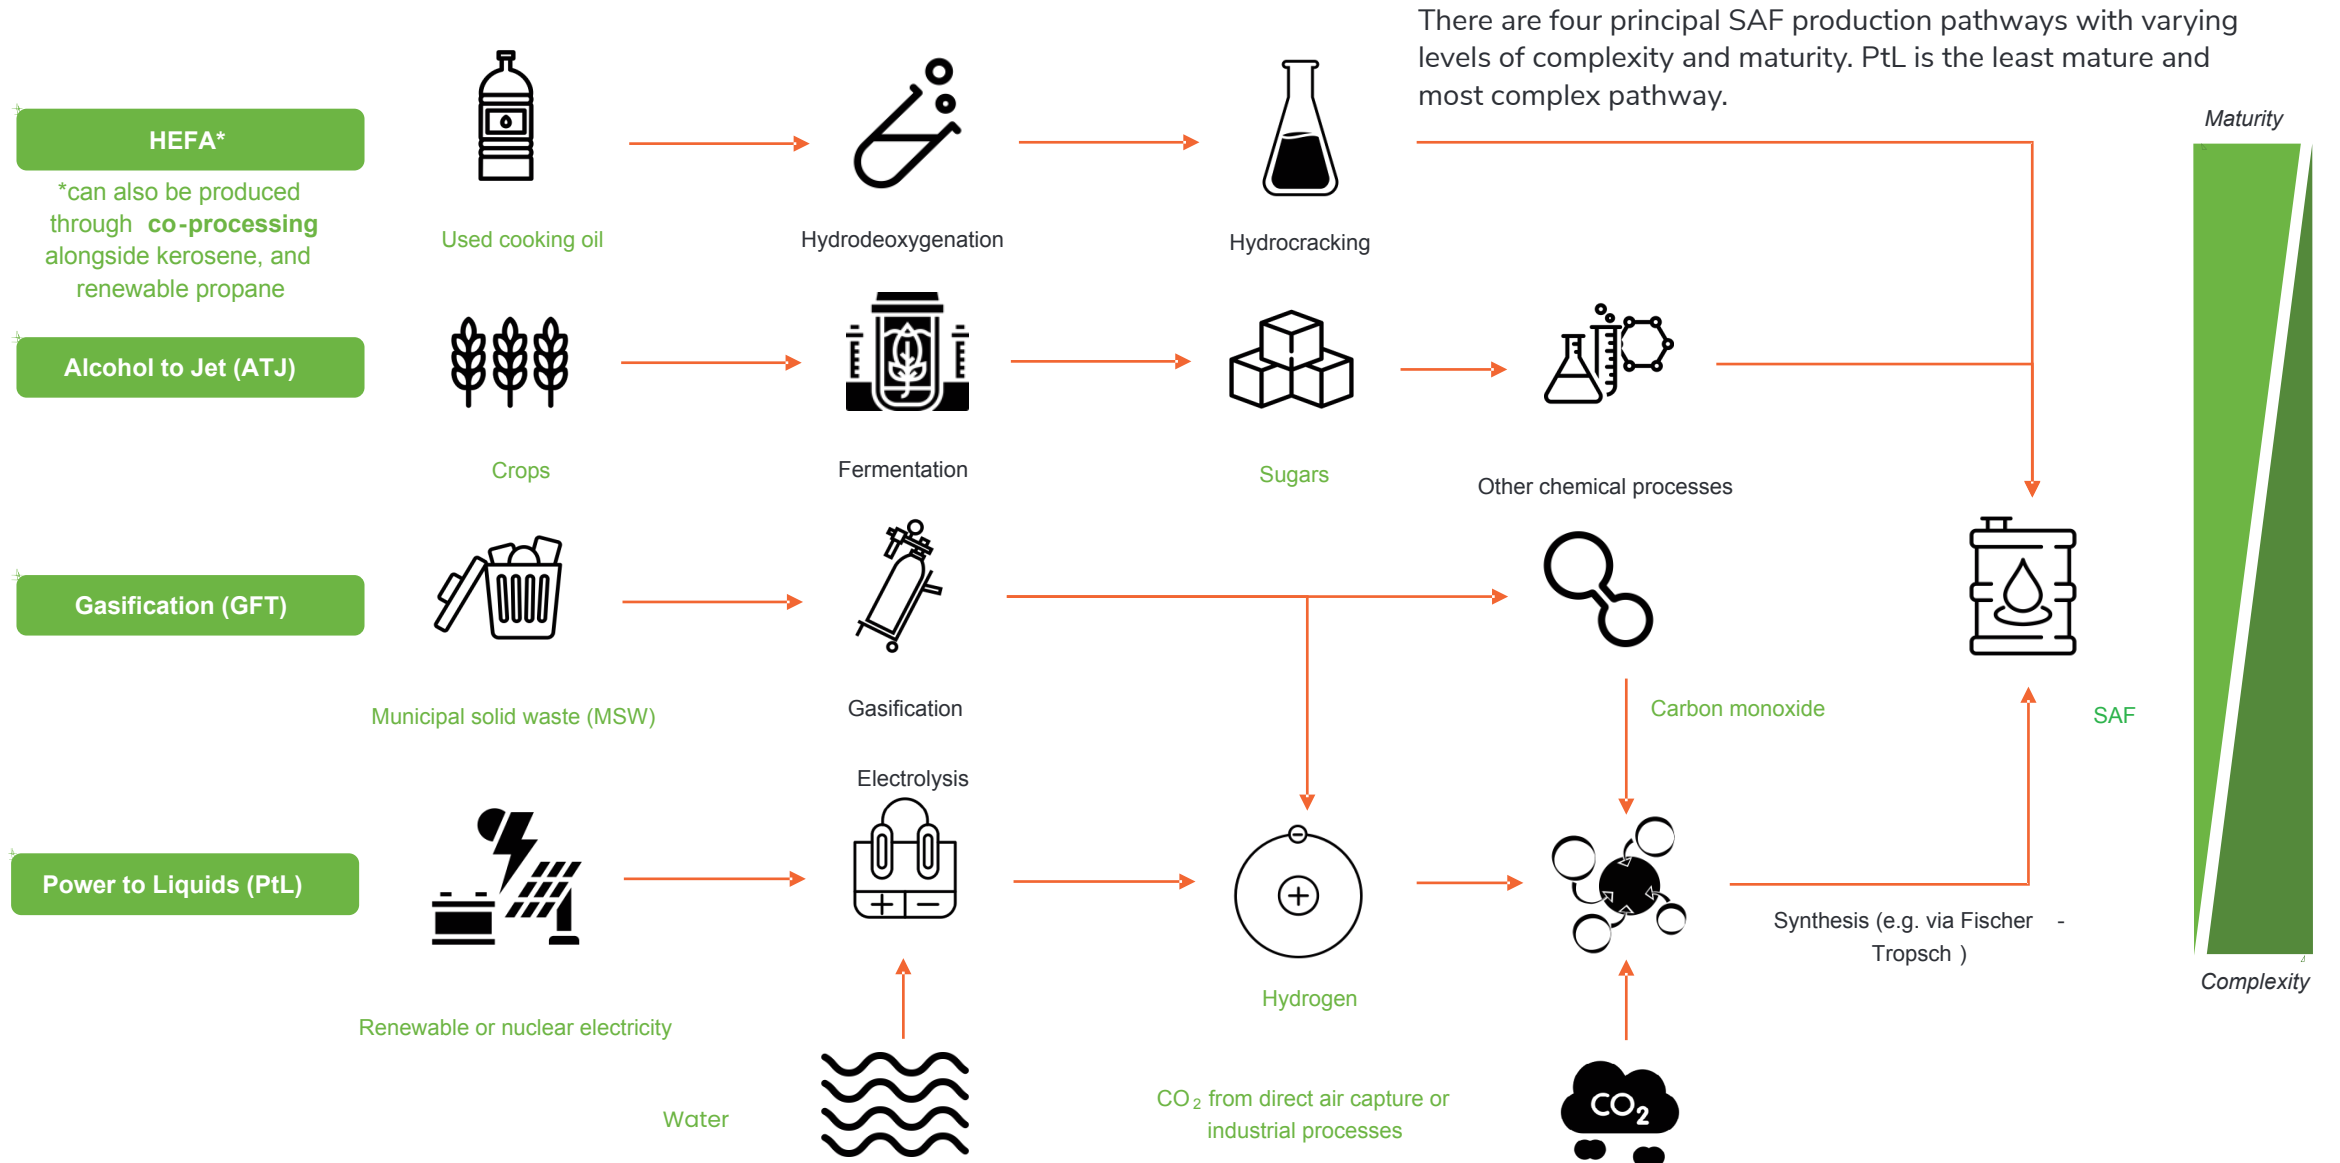 There are four principal SAF production pathways with varying
levels of complexity and maturity. PtL is the least mature and
most complex pathway.
Maturity
HEFA*
*can also be produced
through co-processing
alongside kerosene, and
renewable propane
Used cooking oil
Hydrodeoxygenation
Hydrocracking
Alcohol to Jet (ATJ)
Crops
Fermentation
Sugars
Other chemical processes
Gasification (GFT)
Municipal solid waste (MSW)
Gasification
Carbon monoxide
SAF
Electrolysis
Power to Liquids (PtL)
Synthesis (e.g. via Fischer -
Tropsch )
Complexity
Hydrogen
Renewable or nuclear electricity
Water
CO2 from direct air capture or
industrial processes
CO2